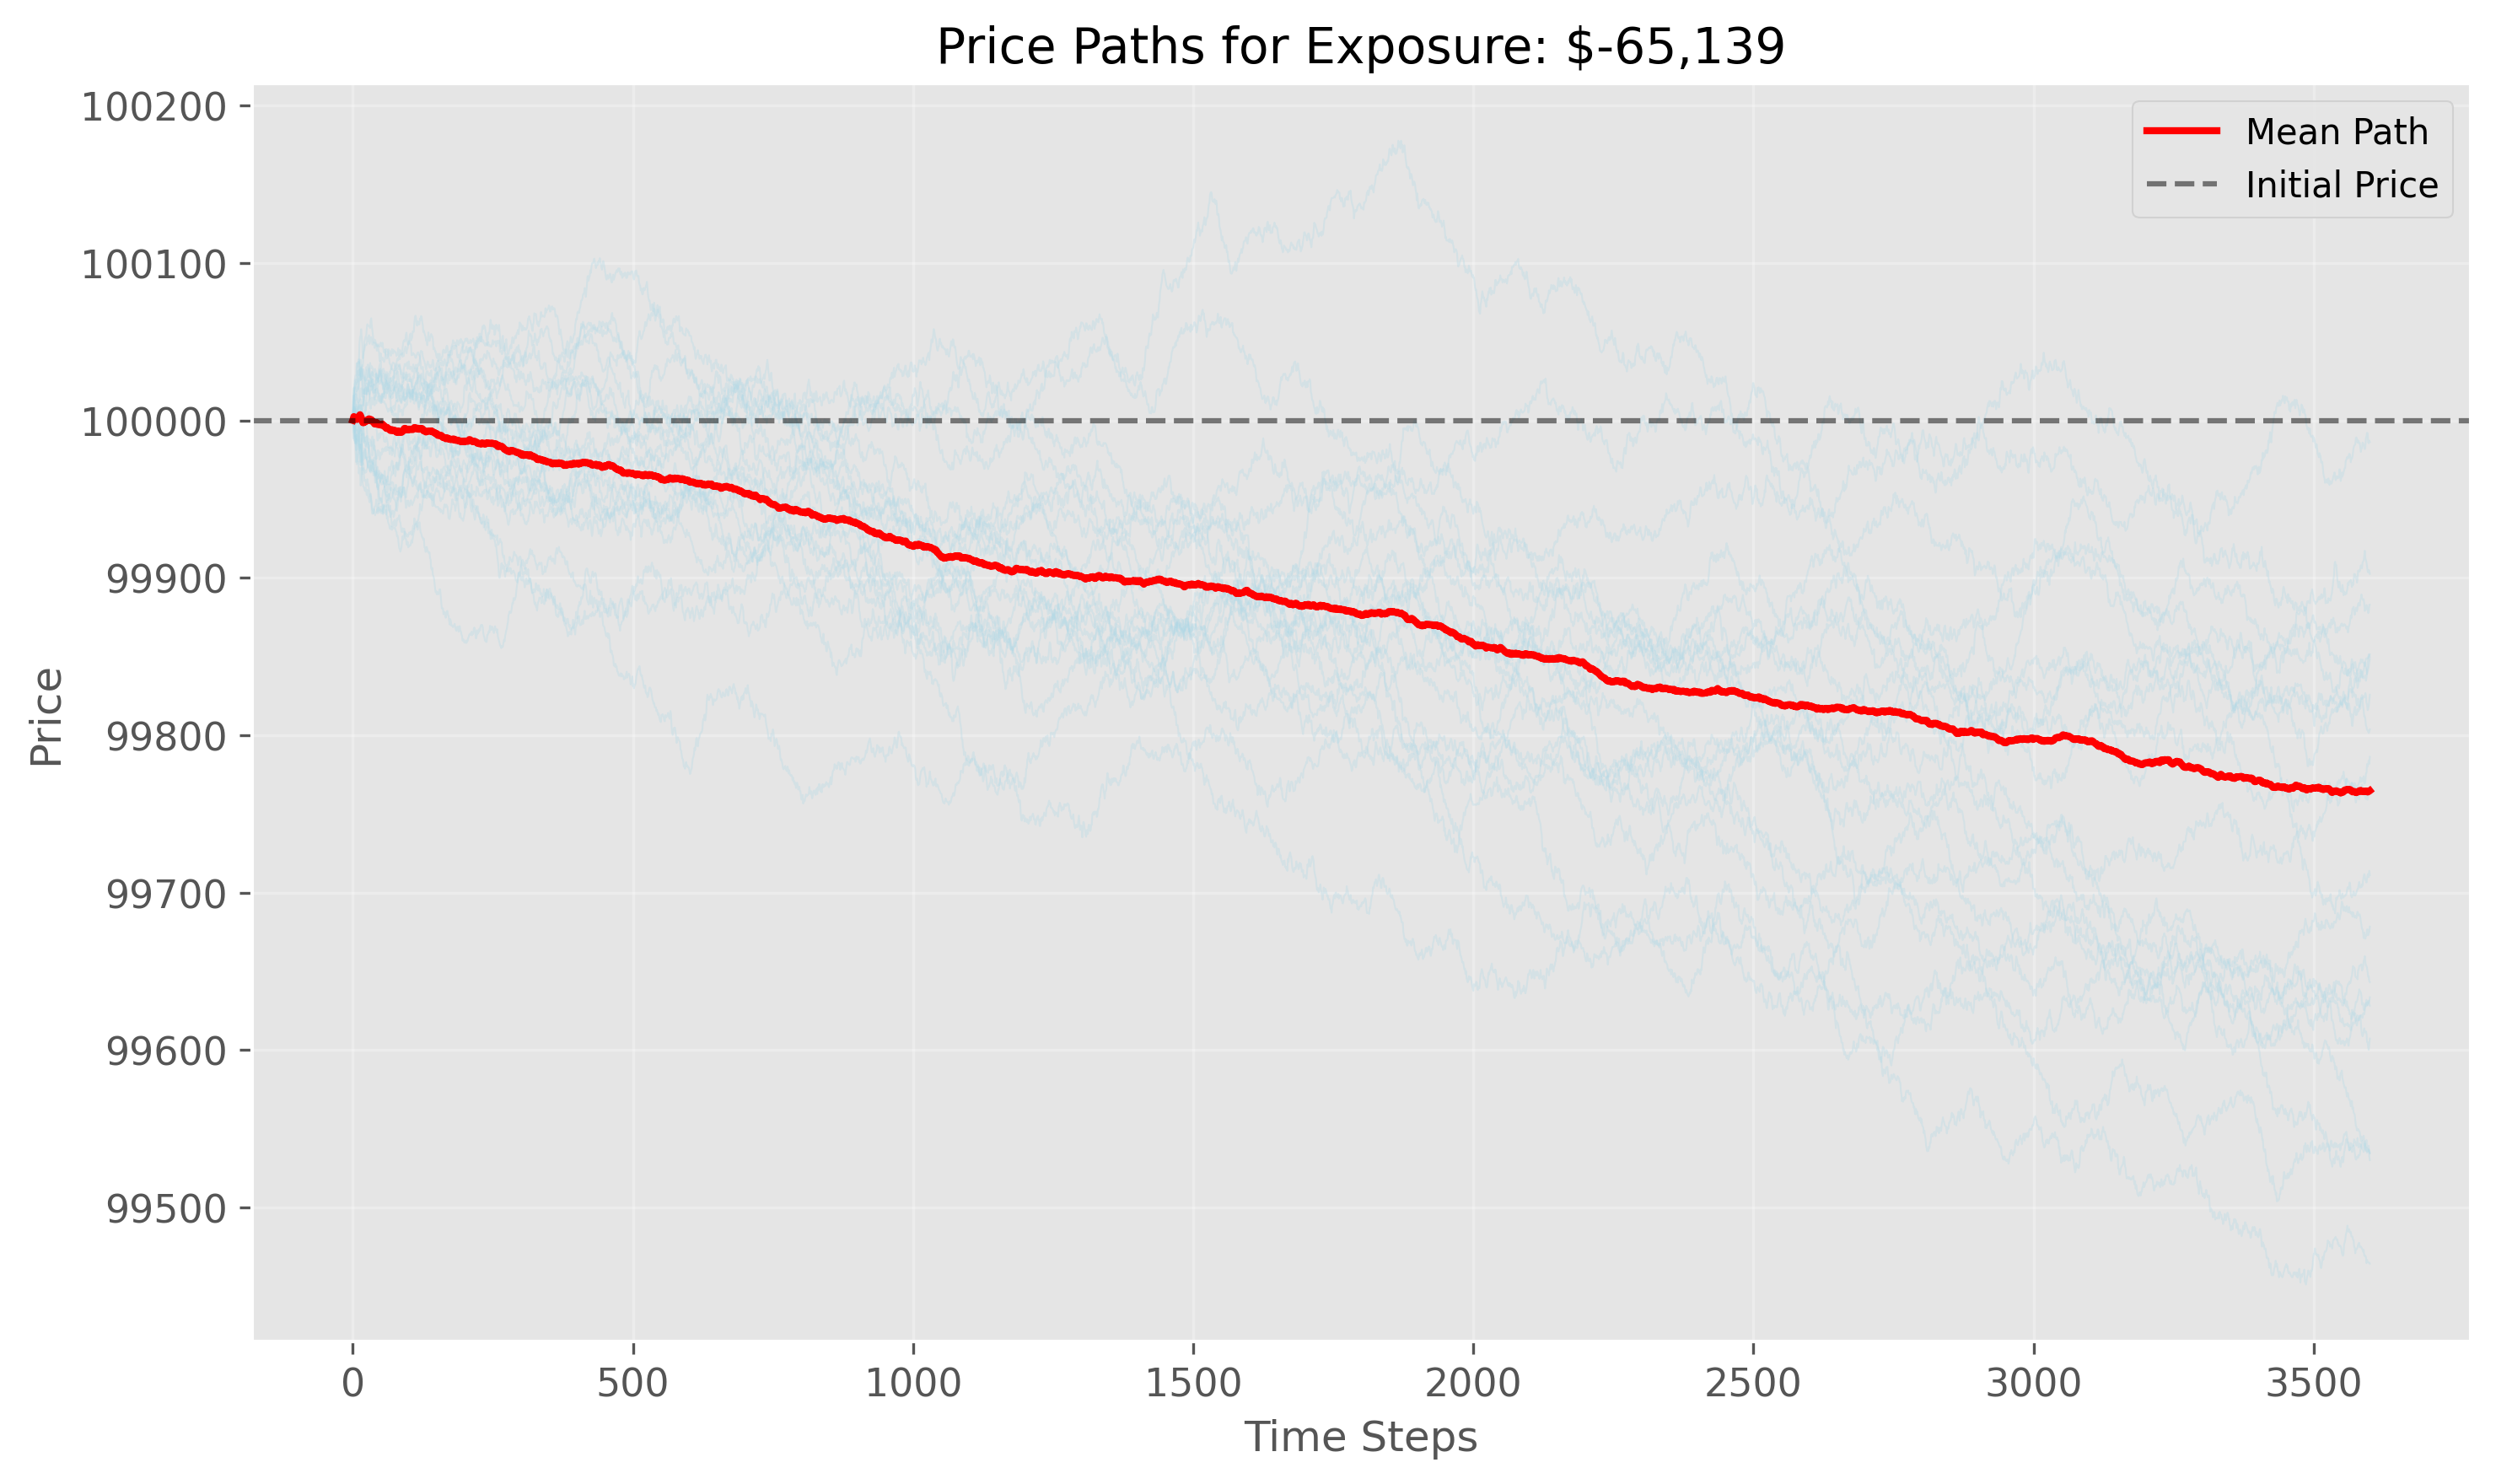 Price Paths for Exposure: $-65,139
Mean Path
Initial Price
Price
100200
100100
100000
99900
99800
99700
99600
99500
0 500 1000 1500 2000 2500 3000 3500
Time Steps